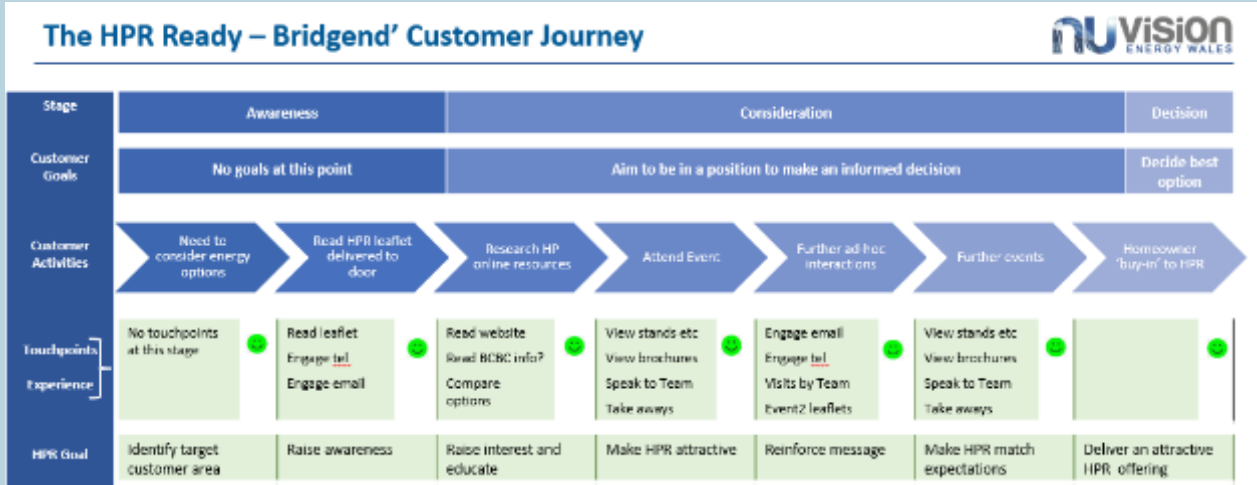 The HPR Ready – Bridgend' Customer Journey
nuVision
ENERGY WALES
Stage
Awareness
Consideration
Decision
Customer
Goals
No goals at this point
Aim to be in a position to make an informed decision
Decide best
option
Customer
Activities
Need to
consider energy
options
Read HPR leaflet
delivered to
door
Research HP
online resources
Attend Event
Further ad hoc
interactions
Further events
Homeowner
'buy-in' to HPR
Touchpoints
Experience
No touchpoints
at this stage
Read leaflet
Engage tel
Engage email
Read website
Read BCBC info?
Compare
options
View stands etc
View brochures
Speak to Team
Take aways
Engage email
Engage tel
Visits by Team
Event2 leaflets
View stands etc
View brochures
Speak to Team
Take aways
HPR Goal
Identify target
customer area
Raise awareness
Raise interest and
educate
Make HPR attractive
Reinforce message
Make HPR match
expectations
Deliver an attractive
HPR offering